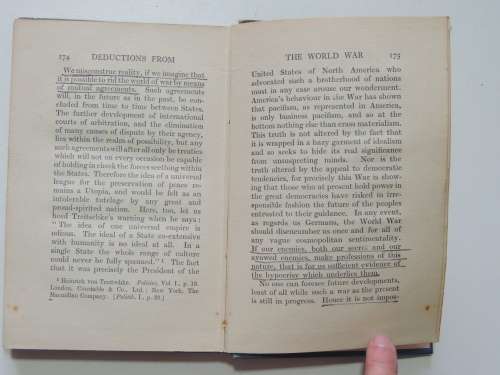 174 DEDUCTIONS FROM
We misconstrue reality, if we imagine that
it is possible to rid the world of war by means
of mutual agreements. Such agreements
will, in the future as in the past, be con-
cluded from time to time between States.
The further development of international
courts of arbitration, and the elimination
of many causes of dispute by their agency,
lies within the realm of possibility, but any
such agreements will after all only be treaties
which will not on every occasion be capable
of holding in check the forces seething within
the States. Therefore the idea of a universal
league for the preservation of peace re-
mains a Utopia, and would be felt as an
intolerable tutelage by any great and
proud-spirited nation. Here, too, let us
heed Treitschke's warning when he says:
"The idea of one universal empire is
odious. The ideal of a State co-extensive
with humanity is no ideal at all. In a
single State the whole range of culture
could never be fully spanned." ¹ The fact
that it was precisely the President of the
¹ Heinrich von Treitschke. Politics, Vol. I., p. 19.
London, Constable & Co., Ltd.; New York, The
Macmillan Company. [Politik, I., p. 29.]
THE WORLD WAR 175
United States of North America who
advocated such a brotherhood of nations
must in any case arouse our wonderment.
America's behaviour in the War has shown
that pacifism, as represented in America,
is only business pacifism, and so at the
bottom nothing else than crass materialism.
This truth is not altered by the fact that
it is wrapped in a hazy garment of idealism
and so seeks to hide its real significance
from unsuspecting minds. Nor is the
truth altered by the appeal to democratic
tendencies, for precisely this War is show-
ing that those who at present hold power in
the great democracies have risked in irre-
sponsible fashion the future of the peoples
entrusted to their guidance. In any event,
as regards us Germans, the World War
should disencumber us once and for all of
any vague cosmopolitan sentimentality.
If our enemies, both our secret and our
avowed enemies, make professions of this
nature, that is for us sufficient evidence of
the hypocrisy which underlies them.
No one can foresee future developments,
least of all while such a war as the present
is still in progress. Hence it is not impos-